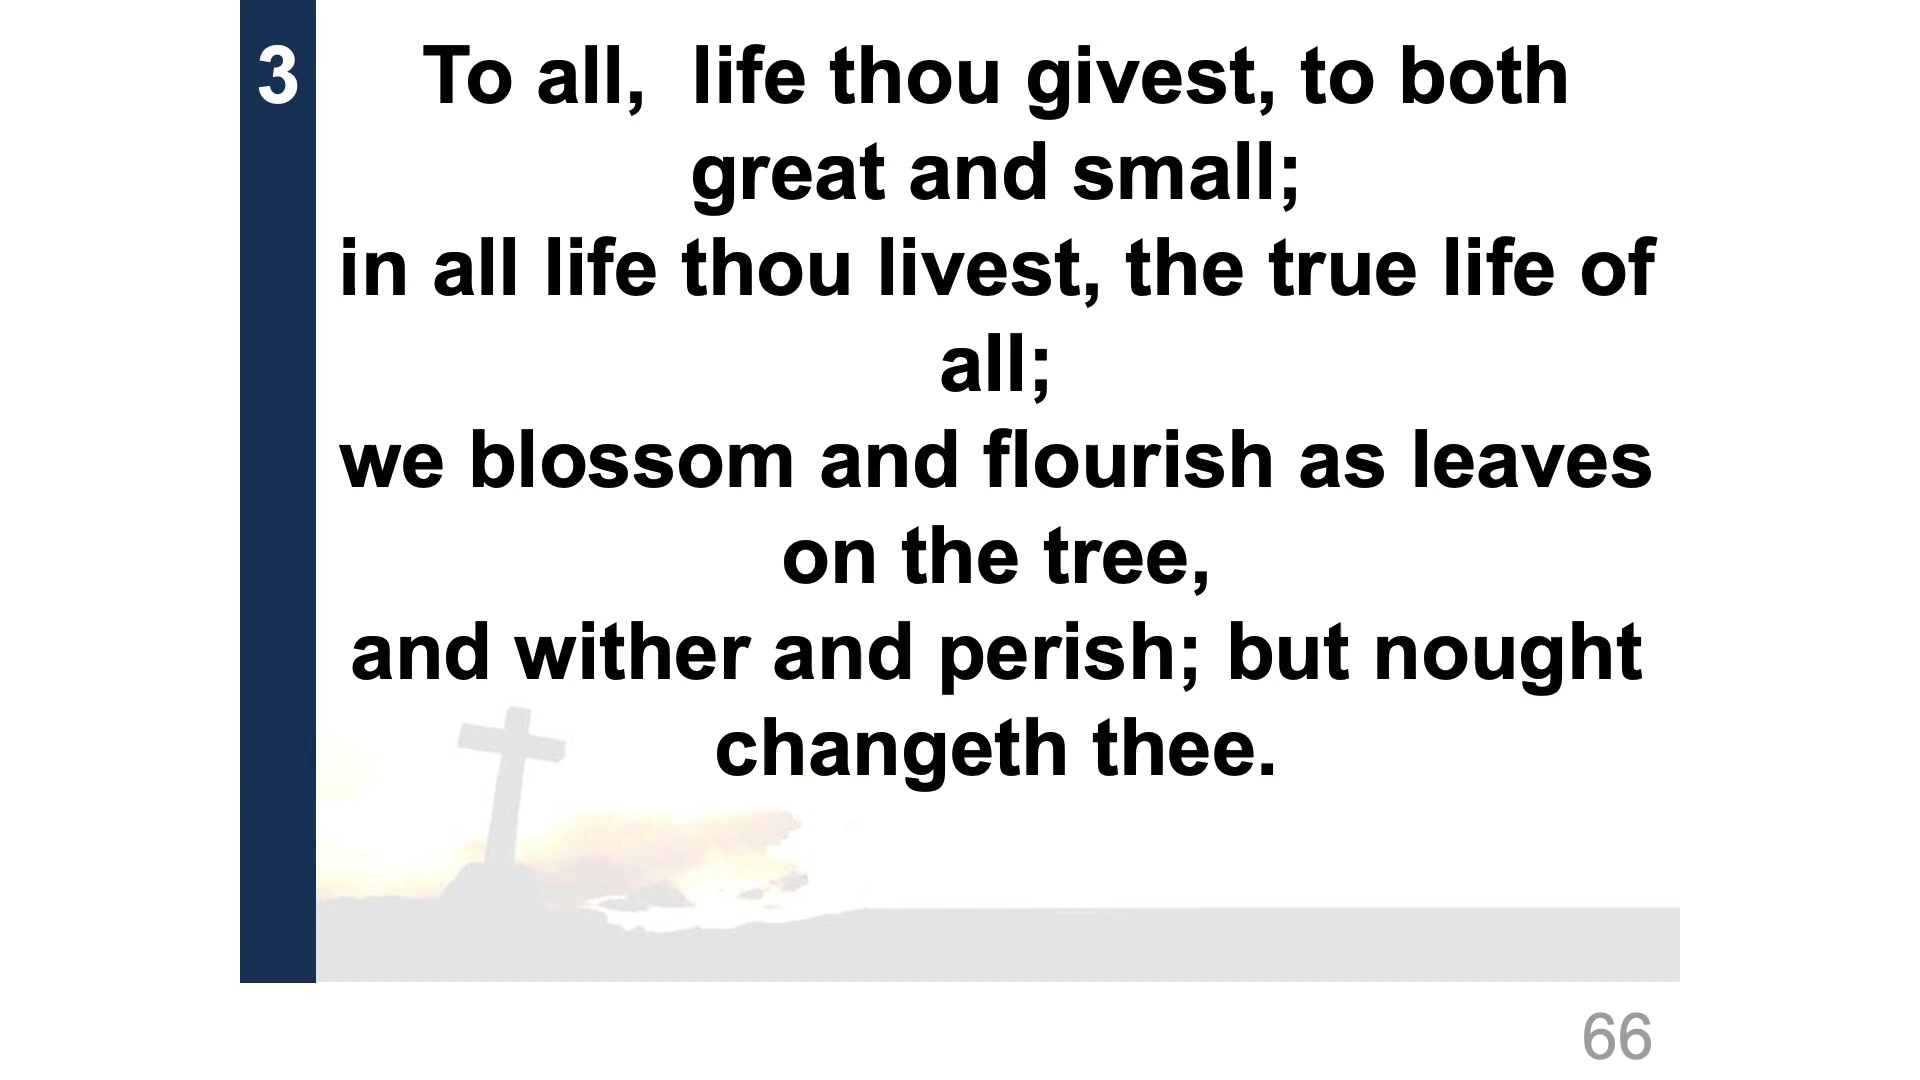 3
To all,  life thou givest, to both
great and small;
in all life thou livest, the true life of
all;
we blossom and flourish as leaves
on the tree,
and wither and perish; but nought
changeth thee.
66